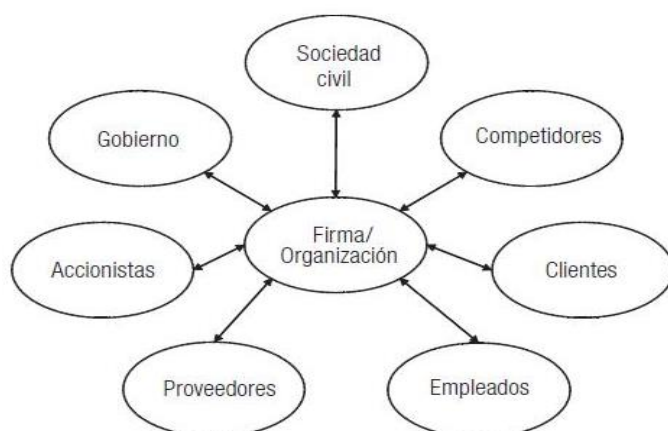 Sociedad
civil
Gobierno
Competidores
Firma/
Organización
Accionistas
Clientes
Proveedores
Empleados